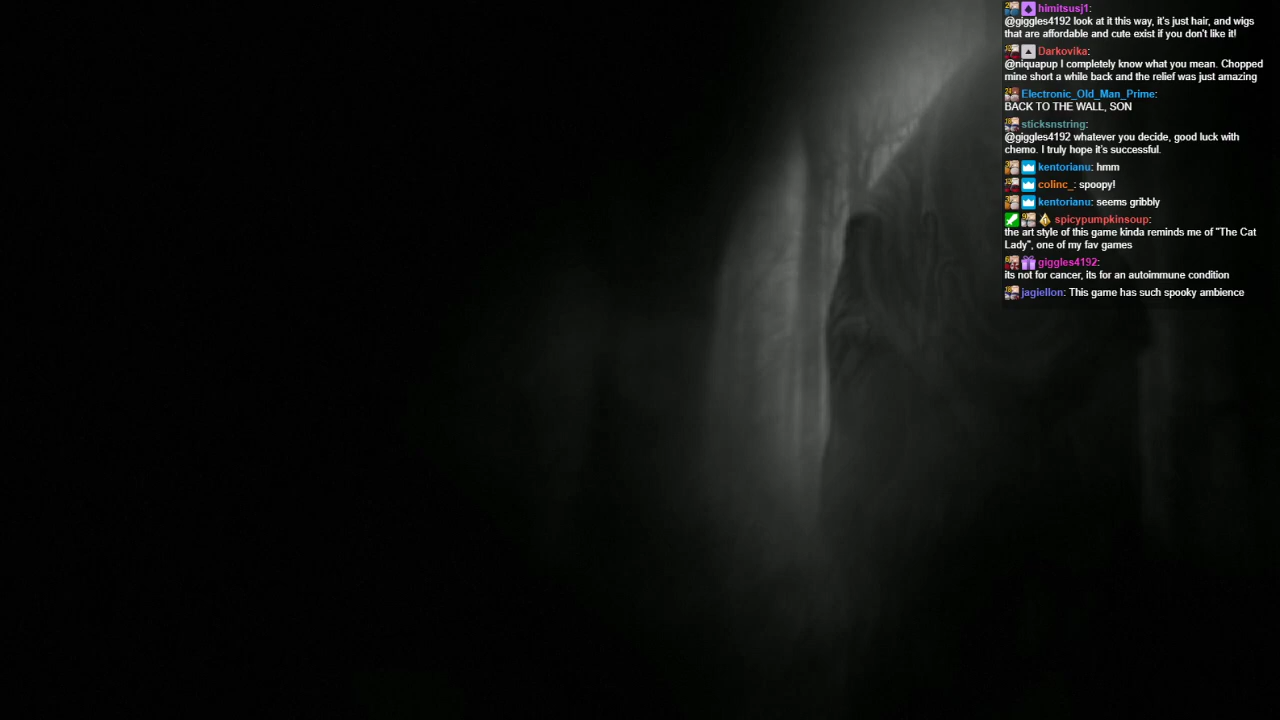 himitsusj1:
@giggles4192 look at it this way, it's just hair, and wigs
that are affordable and cute exist if you don't like it!
Darkovika:
@niquapup I completely know what you mean. Chopped
mine short a while back and the relief was just amazing
Electronic_Old_Man_Prime:
BACK TO THE WALL, SON
sticksnstring:
@giggles4192 whatever you decide, good luck with
chemo. I truly hope it's successful.
kentorianu: hmm
colinc_: spoopy!
kentorianu: seems gribbly
spicypumpkinsoup:
the art style of this game kinda reminds me of "The Cat
Lady", one of my fav games
giggles4192:
its not for cancer, its for an autoimmune condition
jagiellon: This game has such spooky ambience